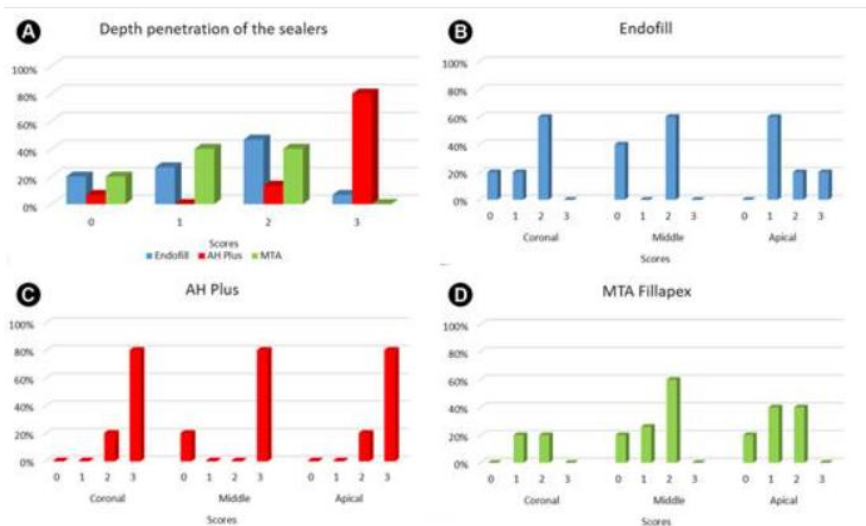 A
Depth penetration of the sealers
100%
80%
60%
40%
20%
0%
0 1 2 3
Scores
Endofill AH Plus MTA
B
Endofill
100%
80%
60%
40%
20%
0%
0 1 2 3 0 1 2 3 0 1 2 3
Coronal Middle Apical
Scores
C
AH Plus
100%
80%
60%
40%
20%
0%
0 1 2 3 0 1 2 3 0 1 2 3
Coronal Middle Apical
Scores
D
MTA Fillapex
100%
80%
60%
40%
20%
0%
0 1 2 3 0 1 2 3 0 1 2 3
Coronal Middle Apical
Scores